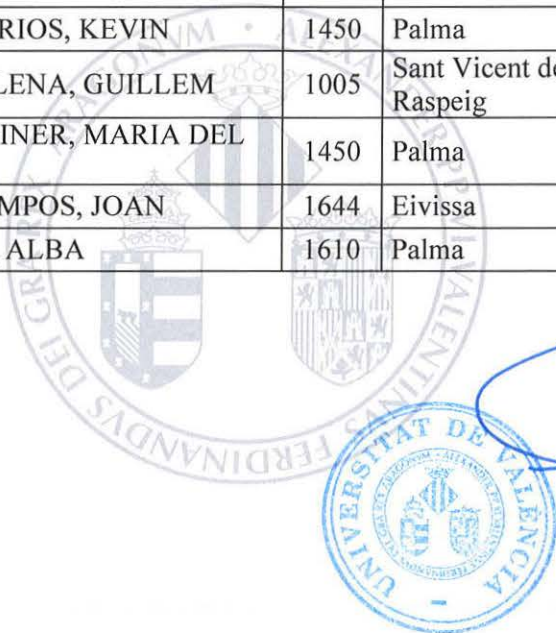 RIOS, KEVIN 1450 Palma
LENA, GUILLEM 1005 Sant Vicent de
Raspeig
INER, MARIA DEL 1450 Palma
MPOS, JOAN 1644 Eivissa
ALBA 1610 Palma
UNIVERSITAT DE VALÈNCIA